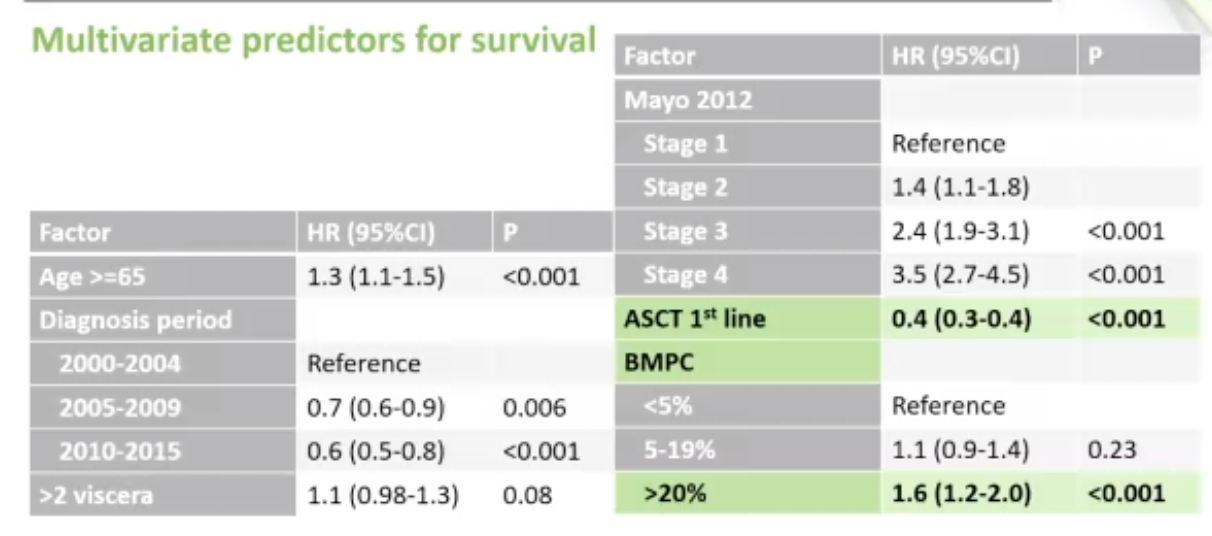 Multivariate predictors for survival
Factor HR (95%CI) P
Age >=65 1.3 (1.1-1.5) <0.001
Diagnosis period
2000-2004 Reference
2005-2009 0.7 (0.6-0.9) 0.006
2010-2015 0.6 (0.5-0.8) <0.001
>2 viscera 1.1 (0.98-1.3) 0.08
Factor HR (95%CI) P
Mayo 2012
Stage 1 Reference
Stage 2 1.4 (1.1-1.8)
Stage 3 2.4 (1.9-3.1) <0.001
Stage 4 3.5 (2.7-4.5) <0.001
ASCT 1st line 0.4 (0.3-0.4) <0.001
BMPC
<5% Reference
5-19% 1.1 (0.9-1.4) 0.23
>20% 1.6 (1.2-2.0) <0.001